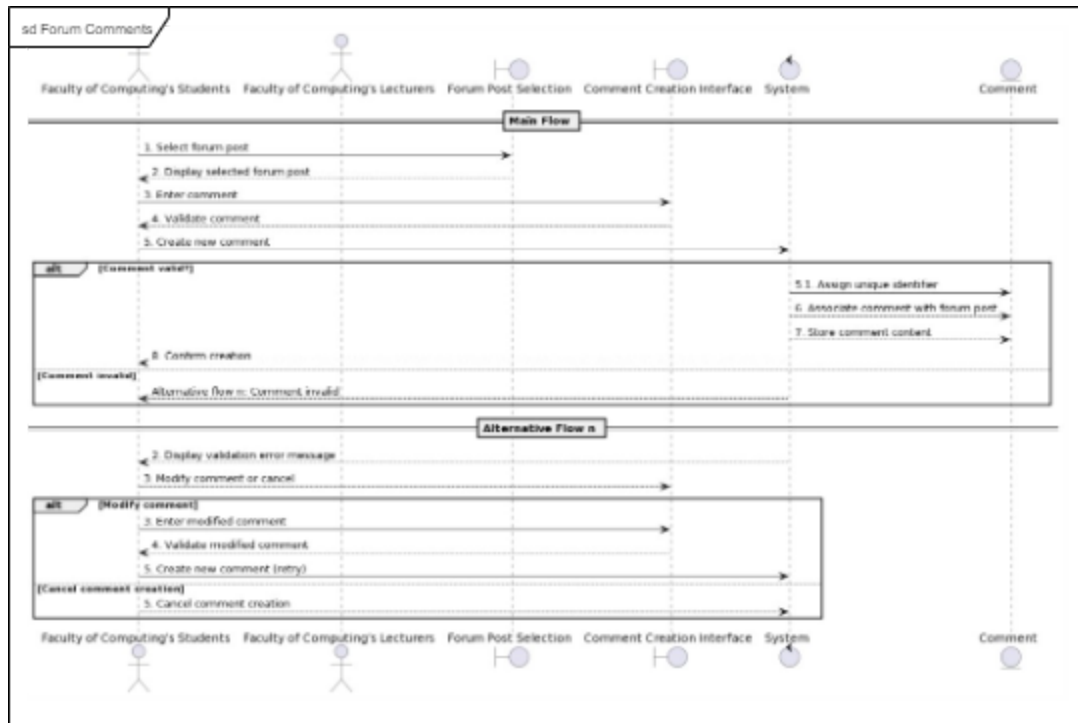 sd Forum Comments
Faculty of Computing's Students Faculty of Computing's Lecturers Forum Post Selection Comment Creation Interface System Comment
Main Flow
1. Select forum post
2. Display selected forum post
3. Enter comment
4. Validate comment
5. Create new comment
alt [Comment valid?]
5.1. Assign unique identifier
6. Associate comment with forum post
7. Store comment content
8. Confirm creation
[Comment invalid]
Alternative flow n: Comment invalid
Alternative Flow n
2. Display validation error message
3. Modify comment or cancel
alt [Modify comment]
3. Enter modified comment
4. Validate modified comment
5. Create new comment (retry)
[Cancel comment creation]
5. Cancel comment creation
Faculty of Computing's Students Faculty of Computing's Lecturers Forum Post Selection Comment Creation Interface System Comment